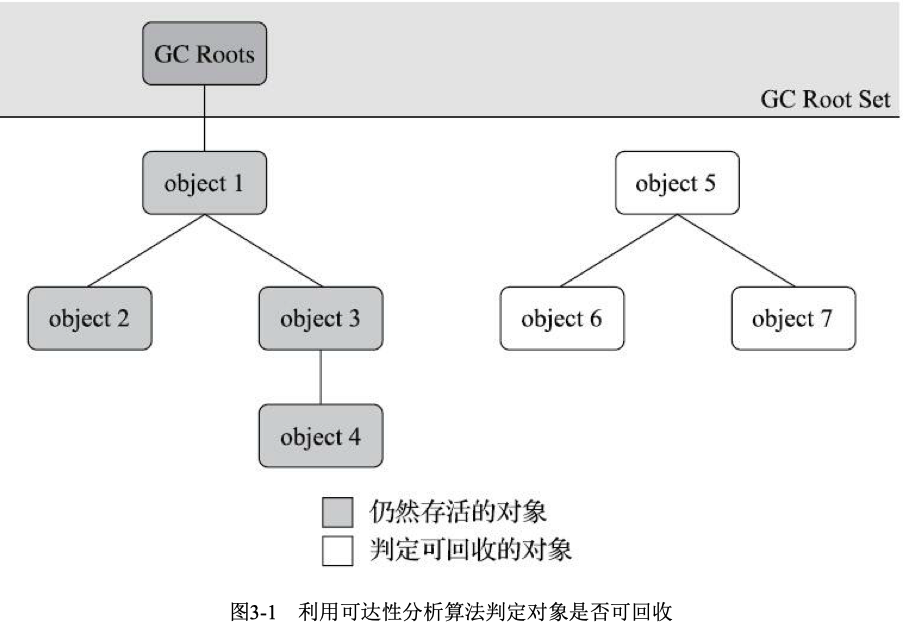 GC Roots
GC Root Set
object 1
object 5
object 2
object 3
object 6
object 7
object 4
仍然存活的对象
判定可回收的对象
图3-1 利用可达性分析算法判定对象是否可回收